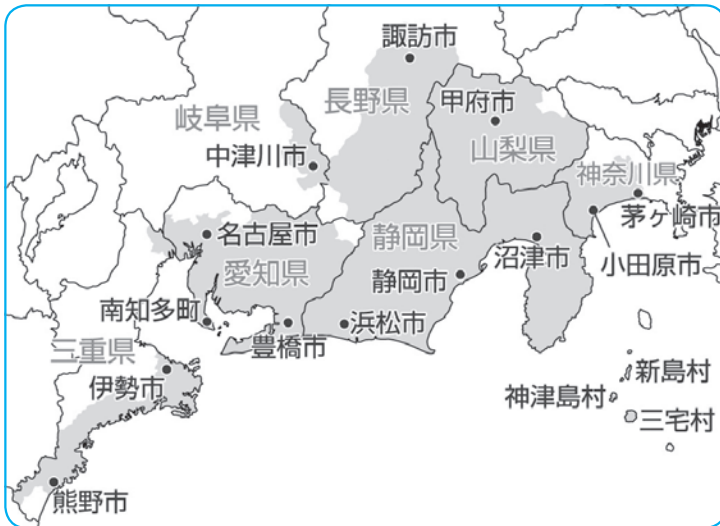 諏訪市
長野県
甲府市
岐阜県
山梨県
中津川市
神奈川県
茅ヶ崎市
名古屋市
静岡県
沼津市
小田原市
愛知県
静岡市
南知多町
浜松市
豊橋市
三重県
伊勢市
新島村
神津島村
三宅村
熊野市